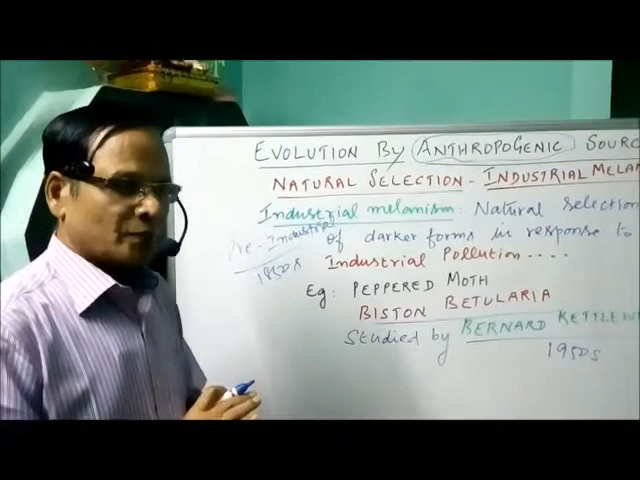 EVOLUTION BY ANTHROPOGENIC SOURC
NATURAL SELECTION - INDUSTRIAL MELAN
Industrial melanism: Natural selection
Pre-Industrial of darker forms in response to
1850s Industrial Pollution....
Eg: PEPPERED MOTH
BISTON BETULARIA
Studied by BERNARD KETTLEW
1950s